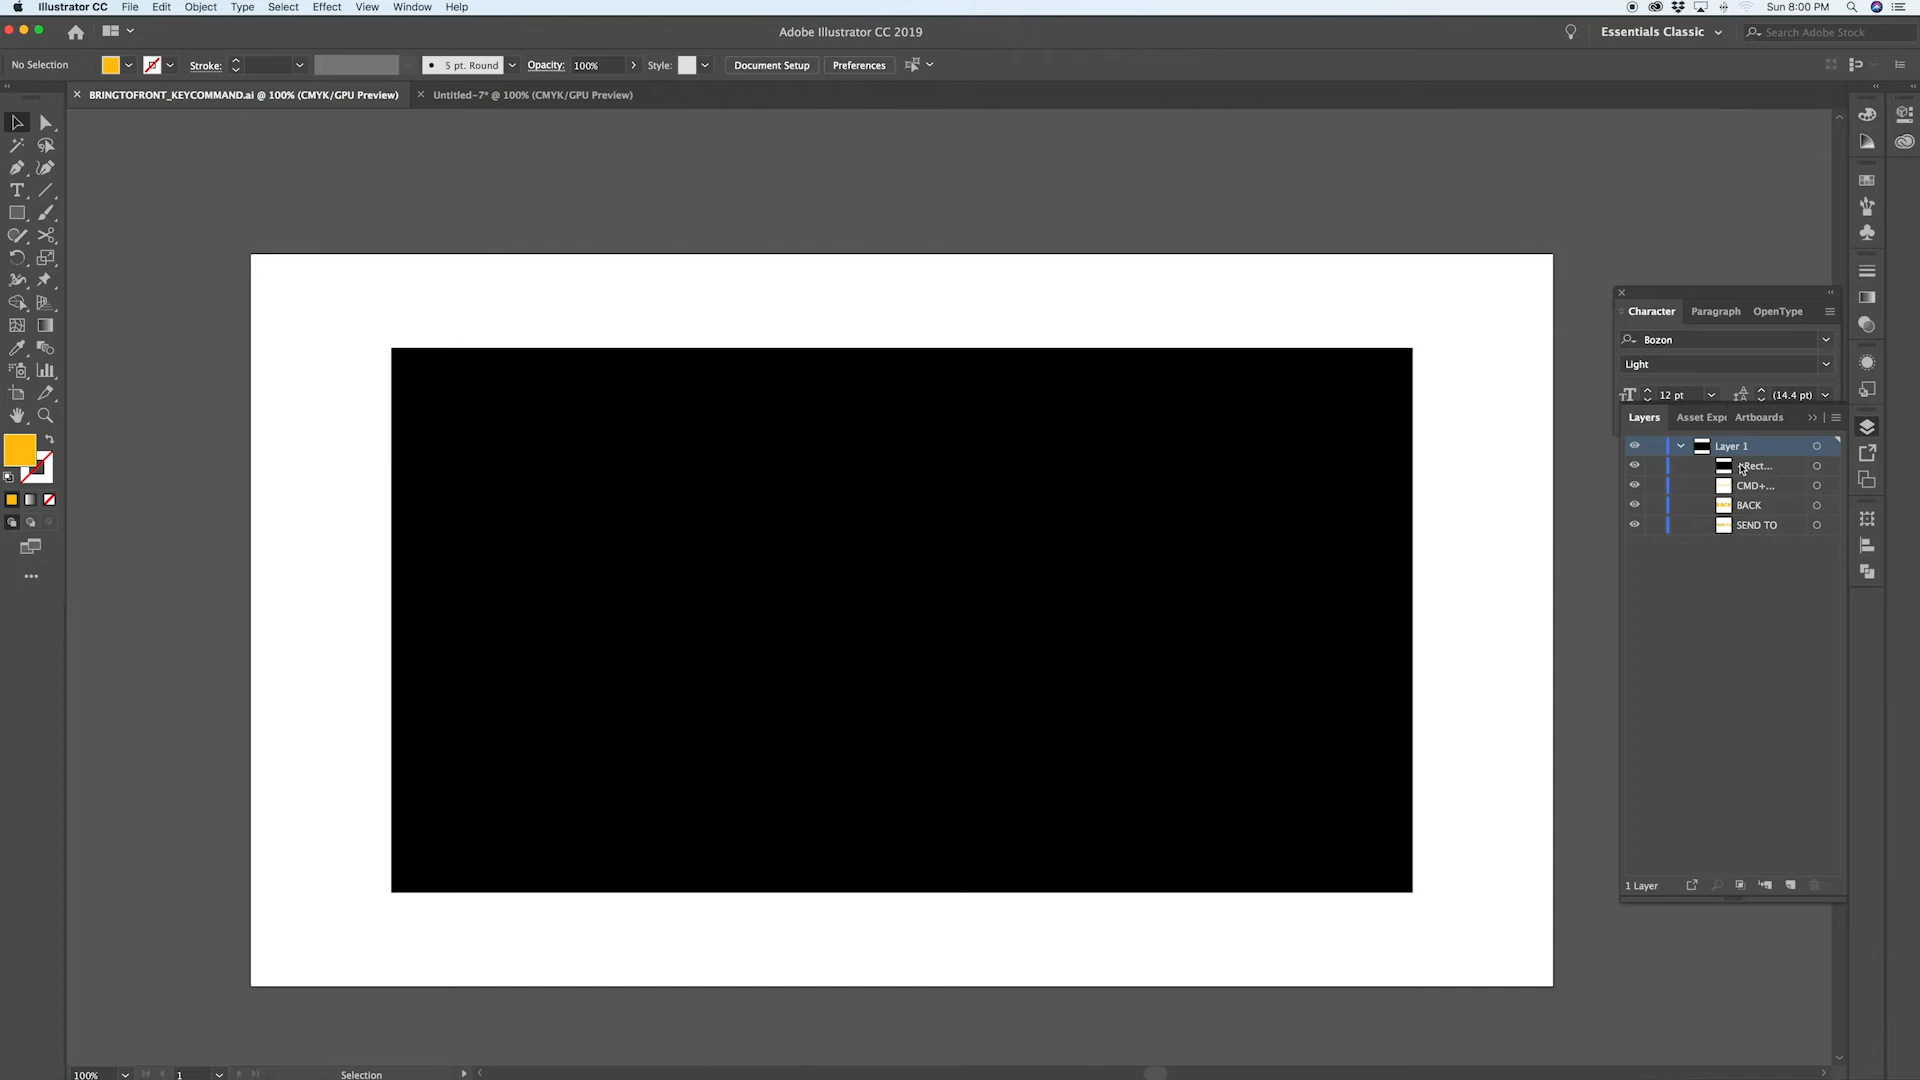 Illustrator CC File Edit Object Type Select Effect View Window Help Sun 8:00 PM
Adobe Illustrator CC 2019 Essentials Classic Search Adobe Stock
No Selection Stroke: 5 pt. Round Opacity: 100% Style: Document Setup Preferences
BRINGTOFRONT_KEYCOMMAND.ai @ 100% (CMYK/GPU Preview) Untitled-7* @ 100% (CMYK/GPU Preview)
Character Paragraph OpenType
Bozon
Light
12 pt (14.4 pt)
Layers Asset Expo Artboards
Layer 1
<Rect...
CMD+...
BACK
SEND TO
1 Layer
100% 1 Selection